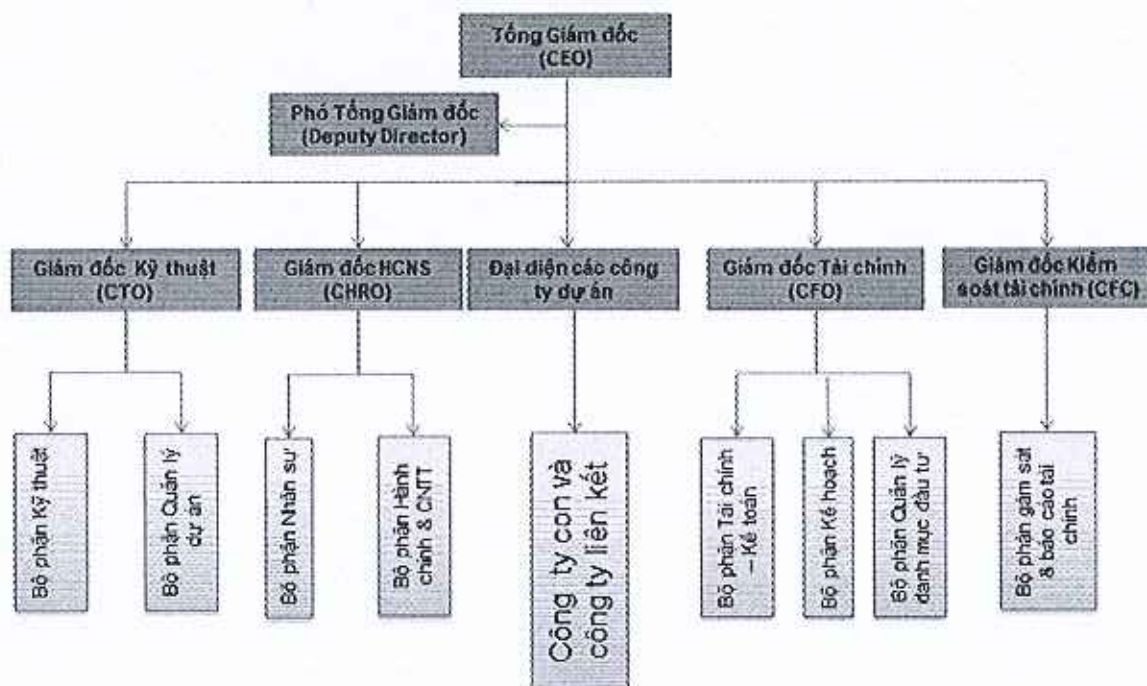 Tổng Giám đốc
(CEO)
Phó Tổng Giám đốc
(Deputy Director)
Giám đốc Kỹ thuật
(CTO)
Giám đốc HCNS
(CHRO)
Đại diện các công
ty dự án
Giám đốc Tài chính
(CFO)
Giám đốc Kiểm
soát tài chính (CFC)
Bộ phận Kỹ thuật
Bộ phận Quản lý
dự án
Bộ phận Nhân sự
Bộ phận Hành
chính & CNTT
Công ty con và
công ty liên kết
Bộ phận Tài chính
– Kế toán
Bộ phận Kế hoạch
Bộ phận Quản lý
danh mục đầu tư
Bộ phận gám sát
& báo cáo tài
chính